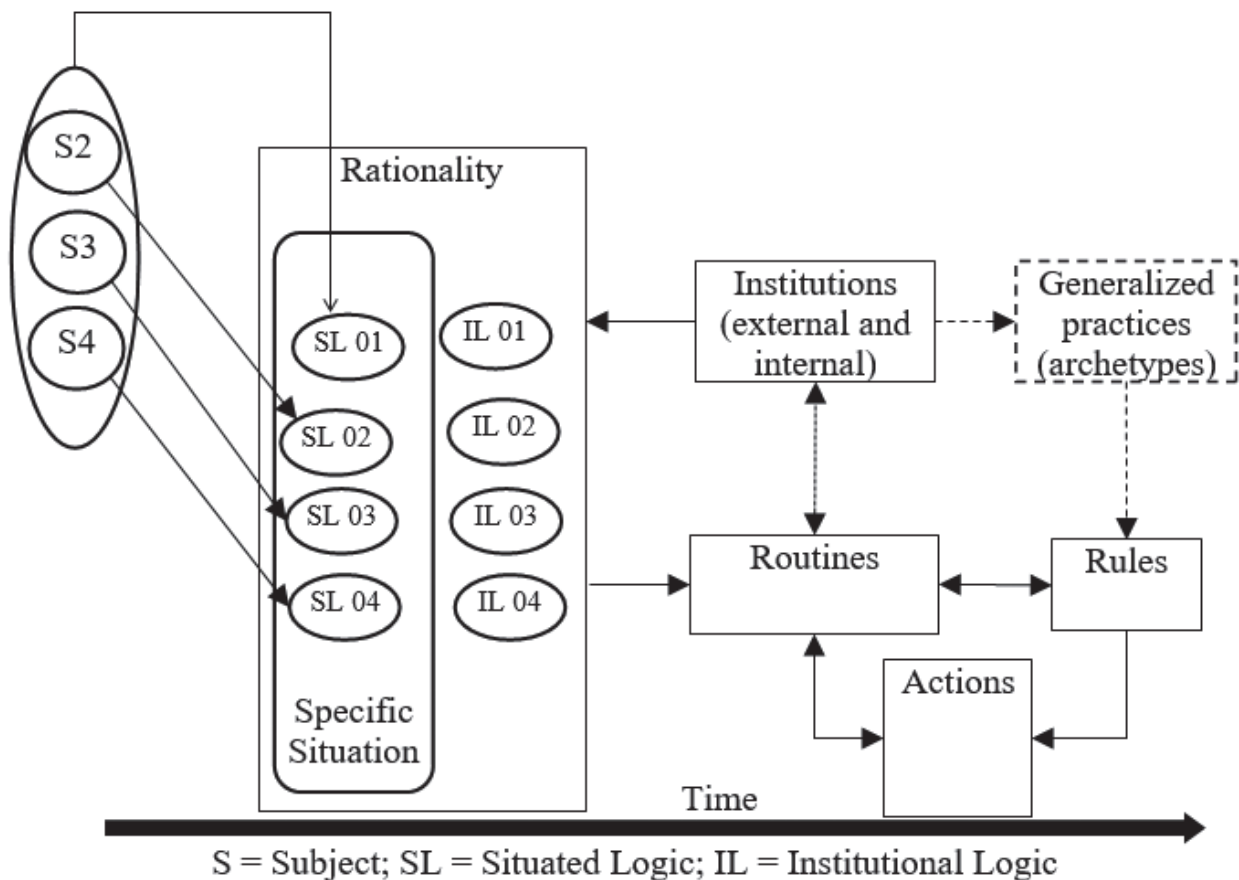 S2
S3
S4
Rationality
SL 01
SL 02
SL 03
SL 04
Specific
Situation
IL 01
IL 02
IL 03
IL 04
Institutions
(external and
internal)
Generalized
practices
(archetypes)
Routines
Rules
Actions
Time
S = Subject; SL = Situated Logic; IL = Institutional Logic